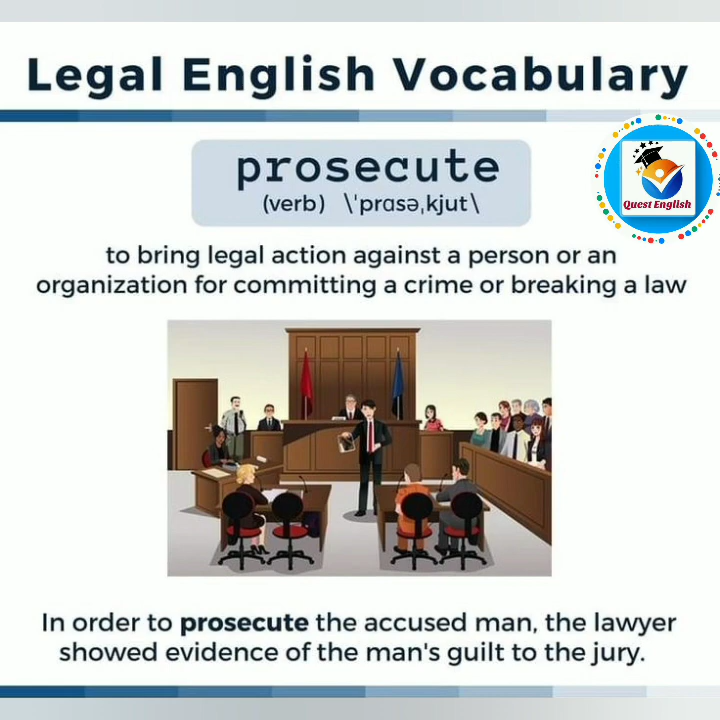 Legal English Vocabulary
prosecute
(verb) \ˈprɑsəˌkjut\
Quest English
to bring legal action against a person or an
organization for committing a crime or breaking a law
In order to prosecute the accused man, the lawyer
showed evidence of the man's guilt to the jury.